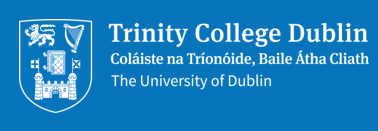 Trinity College Dublin
Coláiste na Tríonóide, Baile Átha Cliath
The University of Dublin